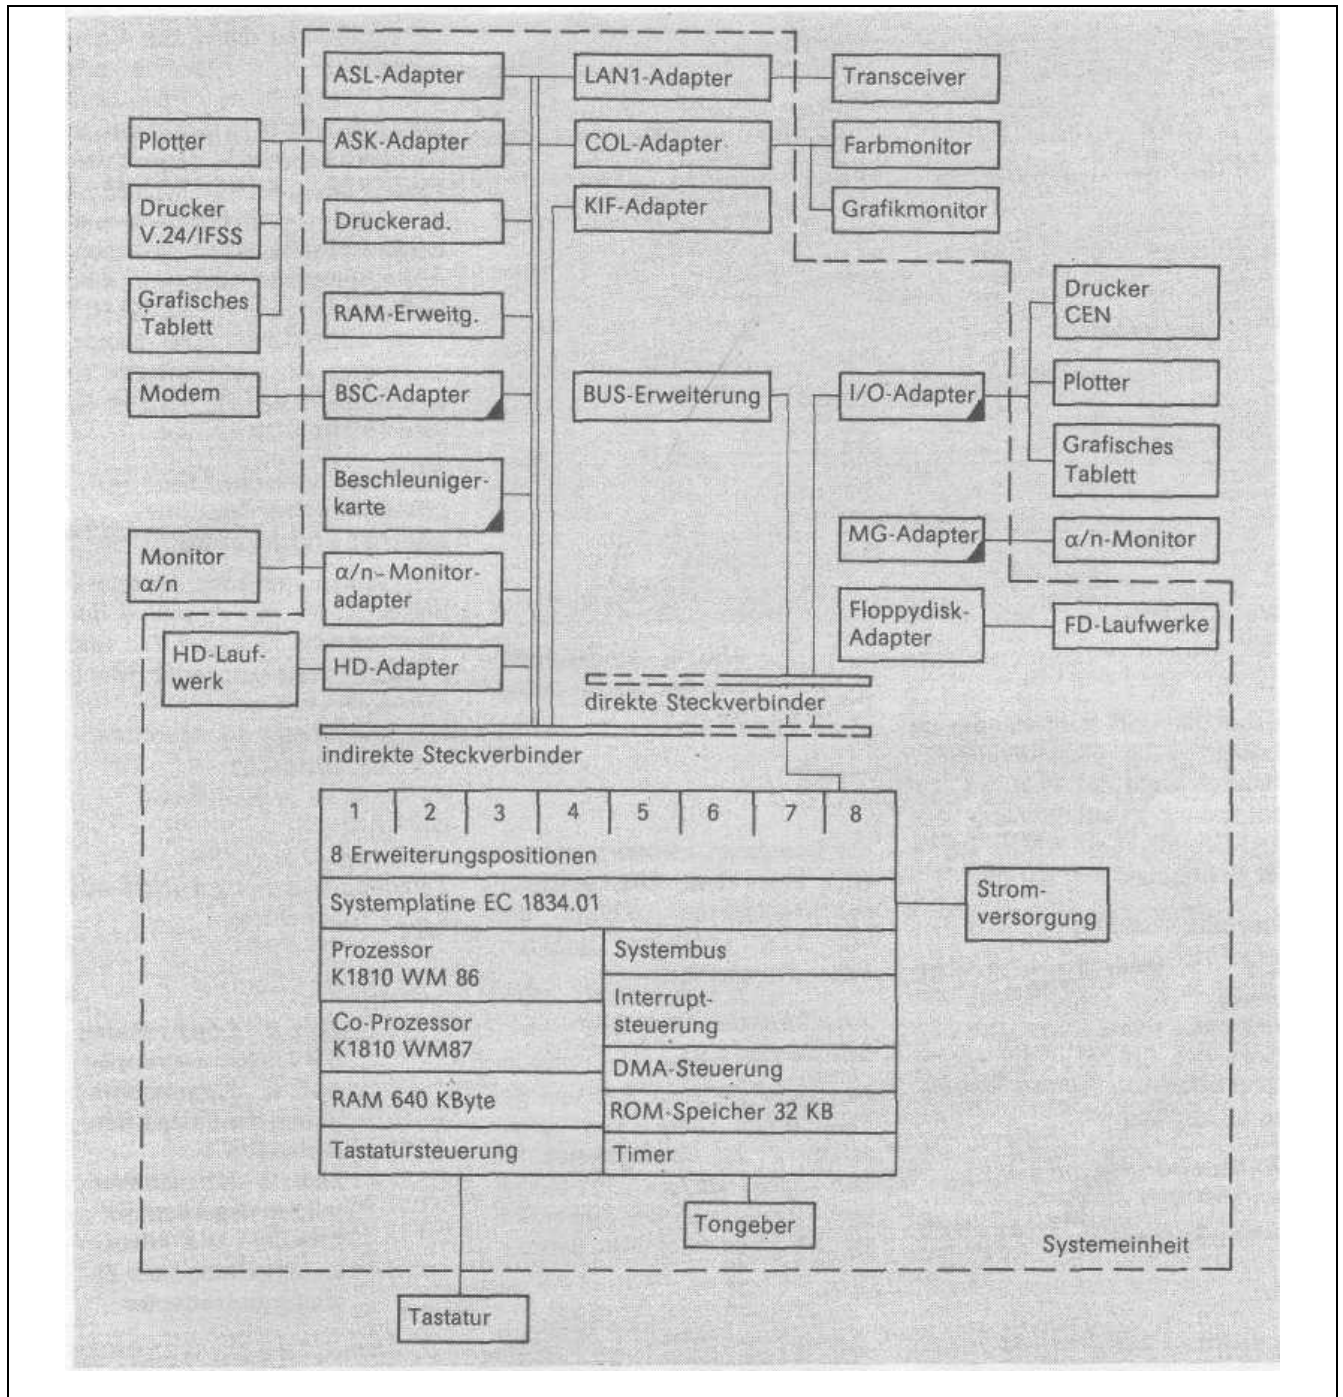 ASL-Adapter
LAN1-Adapter
Transceiver
Plotter
ASK-Adapter
COL-Adapter
Farbmonitor
Drucker
V.24/IFSS
Druckerad.
KIF-Adapter
Grafikmonitor
Grafisches
Tablett
RAM-Erweitg.
Drucker
CEN
Modem
BSC-Adapter
BUS-Erweiterung
I/O-Adapter
Plotter
Grafisches
Tablett
Beschleuniger-
karte
Monitor
α/n
α/n-Monitor-
adapter
MG-Adapter
α/n-Monitor
Floppydisk-
Adapter
FD-Laufwerke
HD-Lauf-
werk
HD-Adapter
direkte Steckverbinder
indirekte Steckverbinder
1 2 3 4 5 6 7 8
8 Erweiterungspositionen
Systemplatine EC 1834.01
Strom-
versorgung
Prozessor
K1810 WM 86
Systembus
Interrupt-
steuerung
Co-Prozessor
K1810 WM87
DMA-Steuerung
RAM 640 KByte
ROM-Speicher 32 KB
Tastatursteuerung
Timer
Tongeber
Systemeinheit
Tastatur